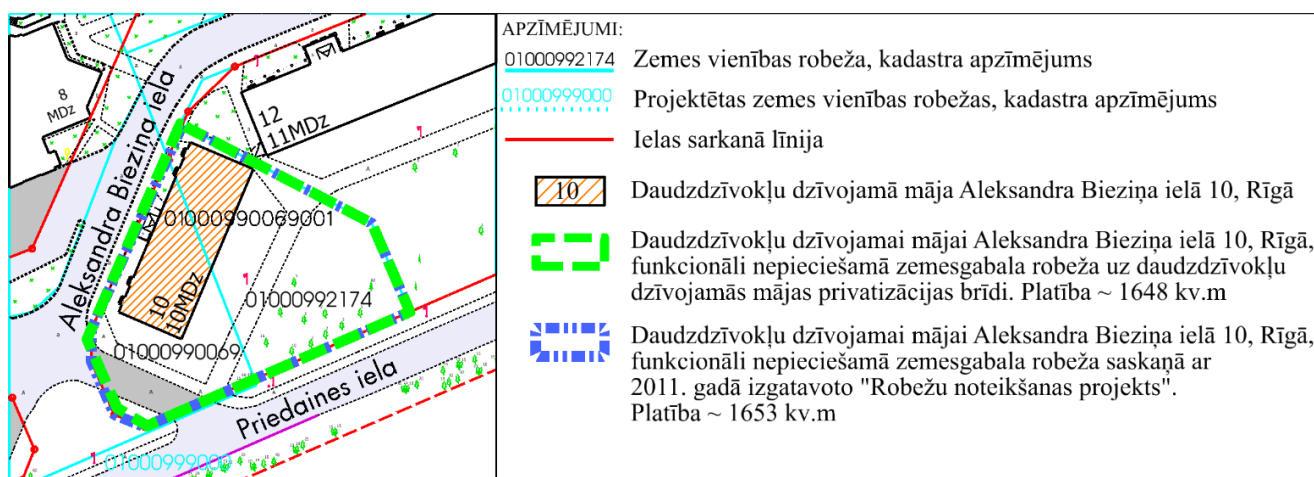 8
MDz
Aleksandra Bieziņa iela
12
11MDz
01000990069001
10
10MDz
01000992174
01000990069
Priedaines iela
01000999000
APZĪMĒJUMI:
01000992174 Zemes vienības robeža, kadastra apzīmējums
01000999000 Projektētas zemes vienības robežas, kadastra apzīmējums
Ielas sarkanā līnija
10 Daudzdzīvokļu dzīvojamā māja Aleksandra Bieziņa ielā 10, Rīgā
Daudzdzīvokļu dzīvojamai mājai Aleksandra Bieziņa ielā 10, Rīgā,
funkcionāli nepieciešamā zemesgabala robeža uz daudzdzīvokļu
dzīvojamās mājas privatizācijas brīdi. Platība ~ 1648 kv.m
Daudzdzīvokļu dzīvojamai mājai Aleksandra Bieziņa ielā 10, Rīgā,
funkcionāli nepieciešamā zemesgabala robeža saskaņā ar
2011. gadā izgatavoto "Robežu noteikšanas projekts".
Platība ~ 1653 kv.m